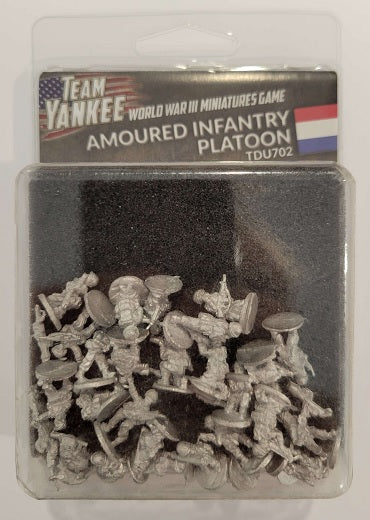 TEAM
YANKEE WORLD WAR III MINIATURES GAME
AMOURED INFANTRY
PLATOON
TDU702